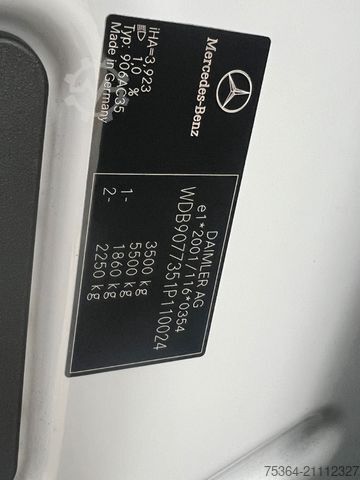 Mercedes-Benz
DAIMLER AG
e1*2001/116*0354
WDB9077351P110024
3500 kg
5500 kg
1- 1860 kg
2- 2250 kg
iHA=3,923
1,0 %
Typ: 906AC35
Made in Germany
75364-21112327